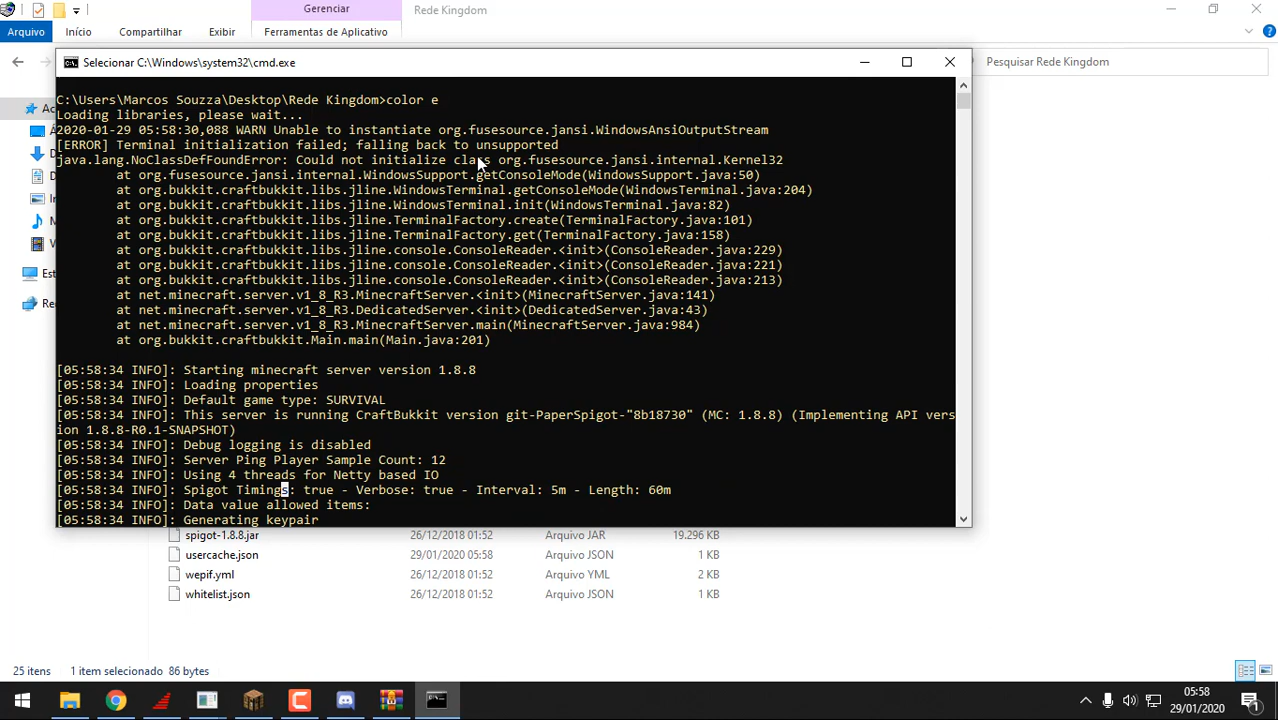 Gerenciar
Rede Kingdom
Arquivo
Início
Compartilhar
Exibir
Ferramentas de Aplicativo
Pesquisar Rede Kingdom
Selecionar C:\Windows\system32\cmd.exe
C:\Users\Marcos Souzza\Desktop\Rede Kingdom>color e
Loading libraries, please wait...
2020-01-29 05:58:30,088 WARN Unable to instantiate org.fusesource.jansi.WindowsAnsiOutputStream
[ERROR] Terminal initialization failed; falling back to unsupported
java.lang.NoClassDefFoundError: Could not initialize class org.fusesource.jansi.internal.Kernel32
at org.fusesource.jansi.internal.WindowsSupport.getConsoleMode(WindowsSupport.java:50)
at org.bukkit.craftbukkit.libs.jline.WindowsTerminal.getConsoleMode(WindowsTerminal.java:204)
at org.bukkit.craftbukkit.libs.jline.WindowsTerminal.init(WindowsTerminal.java:82)
at org.bukkit.craftbukkit.libs.jline.TerminalFactory.create(TerminalFactory.java:101)
at org.bukkit.craftbukkit.libs.jline.TerminalFactory.get(TerminalFactory.java:158)
at org.bukkit.craftbukkit.libs.jline.console.ConsoleReader.<init>(ConsoleReader.java:229)
at org.bukkit.craftbukkit.libs.jline.console.ConsoleReader.<init>(ConsoleReader.java:221)
at org.bukkit.craftbukkit.libs.jline.console.ConsoleReader.<init>(ConsoleReader.java:213)
at net.minecraft.server.v1_8_R3.MinecraftServer.<init>(MinecraftServer.java:141)
at net.minecraft.server.v1_8_R3.DedicatedServer.<init>(DedicatedServer.java:43)
at net.minecraft.server.v1_8_R3.MinecraftServer.main(MinecraftServer.java:984)
at org.bukkit.craftbukkit.Main.main(Main.java:201)
[05:58:34 INFO]: Starting minecraft server version 1.8.8
[05:58:34 INFO]: Loading properties
[05:58:34 INFO]: Default game type: SURVIVAL
[05:58:34 INFO]: This server is running CraftBukkit version git-PaperSpigot-"8b18730" (MC: 1.8.8) (Implementing API vers
ion 1.8.8-R0.1-SNAPSHOT)
[05:58:34 INFO]: Debug logging is disabled
[05:58:34 INFO]: Server Ping Player Sample Count: 12
[05:58:34 INFO]: Using 4 threads for Netty based IO
[05:58:34 INFO]: Spigot Timings: true - Verbose: true - Interval: 5m - Length: 60m
[05:58:34 INFO]: Data value allowed items:
[05:58:34 INFO]: Generating keypair
spigot-1.8.8.jar 26/12/2018 01:52 Arquivo JAR 19.296 KB
usercache.json 29/01/2020 05:58 Arquivo JSON 1 KB
wepif.yml 26/12/2018 01:52 Arquivo YML 2 KB
whitelist.json 26/12/2018 01:52 Arquivo JSON 1 KB
25 itens 1 item selecionado 86 bytes
05:58
29/01/2020